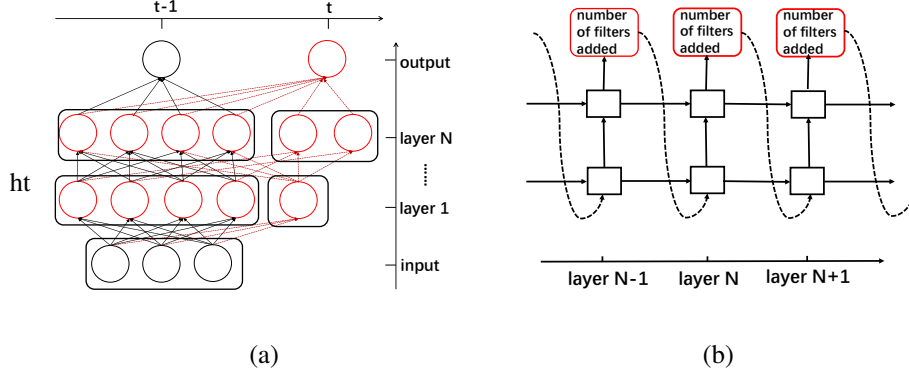 t-1
t
output
layer N
layer 1
input
ht
(a)
number
of filters
added
number
of filters
added
number
of filters
added
layer N-1
layer N
layer N+1
(b)